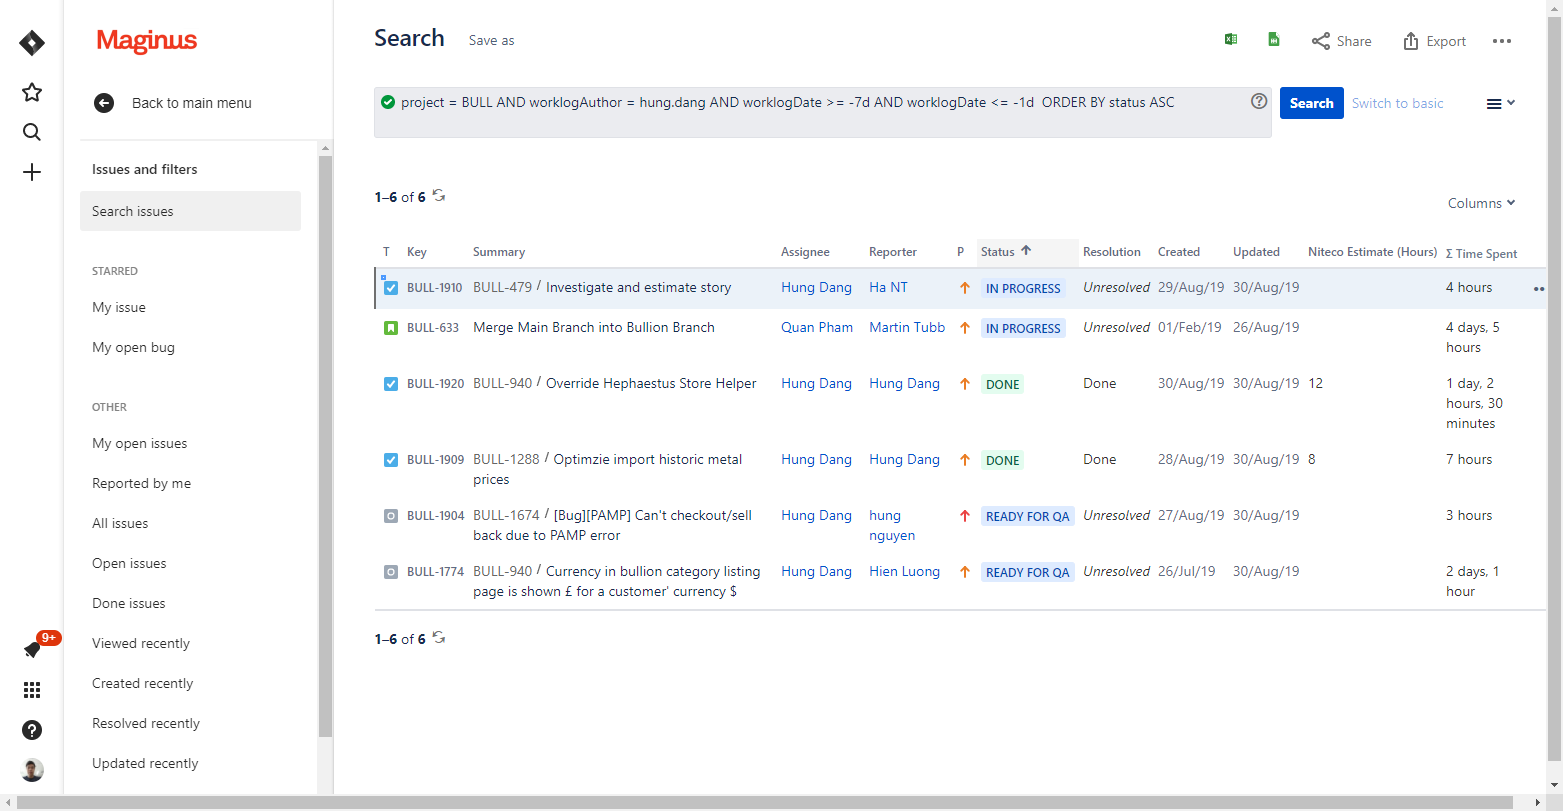 Maginus
Back to main menu
Issues and filters
Search issues
STARRED
My issue
My open bug
OTHER
My open issues
Reported by me
All issues
Open issues
Done issues
Viewed recently
Created recently
Resolved recently
Updated recently
9+
Search Save as Share Export
project = BULL AND worklogAuthor = hung.dang AND worklogDate >= -7d AND worklogDate <= -1d ORDER BY status ASC
Search Switch to basic
1–6 of 6
Columns
T Key Summary Assignee Reporter P Status Resolution Created Updated Niteco Estimate (Hours) Σ Time Spent
BULL-1910 BULL-479 / Investigate and estimate story Hung Dang Ha NT IN PROGRESS Unresolved 29/Aug/19 30/Aug/19 4 hours
BULL-633 Merge Main Branch into Bullion Branch Quan Pham Martin Tubb IN PROGRESS Unresolved 01/Feb/19 26/Aug/19 4 days, 5
hours
BULL-1920 BULL-940 / Override Hephaestus Store Helper Hung Dang Hung Dang DONE Done 30/Aug/19 30/Aug/19 12 1 day, 2
hours, 30
minutes
BULL-1909 BULL-1288 / Optimzie import historic metal Hung Dang Hung Dang DONE Done 28/Aug/19 30/Aug/19 8 7 hours
prices
BULL-1904 BULL-1674 / [Bug][PAMP] Can't checkout/sell Hung Dang hung READY FOR QA Unresolved 27/Aug/19 30/Aug/19 3 hours
back due to PAMP error nguyen
BULL-1774 BULL-940 / Currency in bullion category listing Hung Dang Hien Luong READY FOR QA Unresolved 26/Jul/19 30/Aug/19 2 days, 1
page is shown £ for a customer' currency $ hour
1–6 of 6